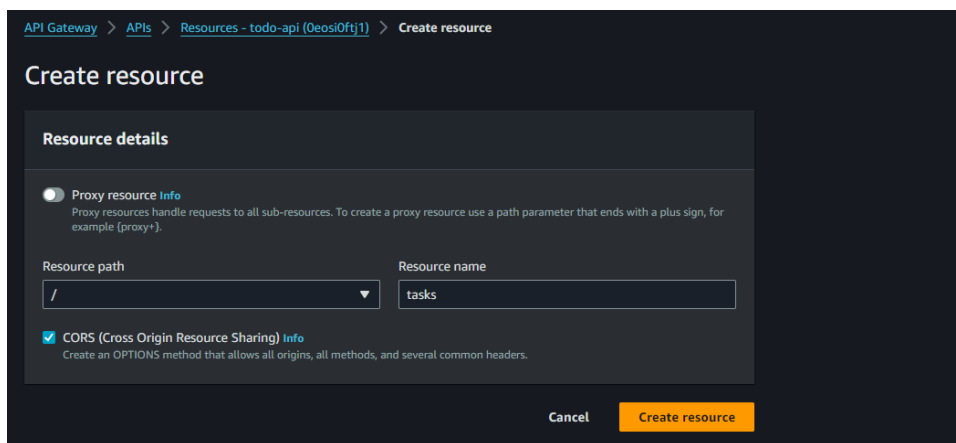 API Gateway > APIs > Resources - todo-api (0eosi0ftj1) > Create resource
Create resource
Resource details
Proxy resource Info
Proxy resources handle requests to all sub-resources. To create a proxy resource use a path parameter that ends with a plus sign, for
example {proxy+}.
Resource path
/
Resource name
tasks
CORS (Cross Origin Resource Sharing) Info
Create an OPTIONS method that allows all origins, all methods, and several common headers.
Cancel
Create resource